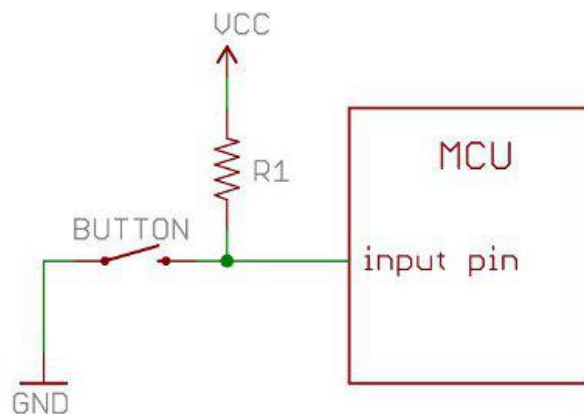 VCC
MCU
R1
BUTTON
input pin
GND